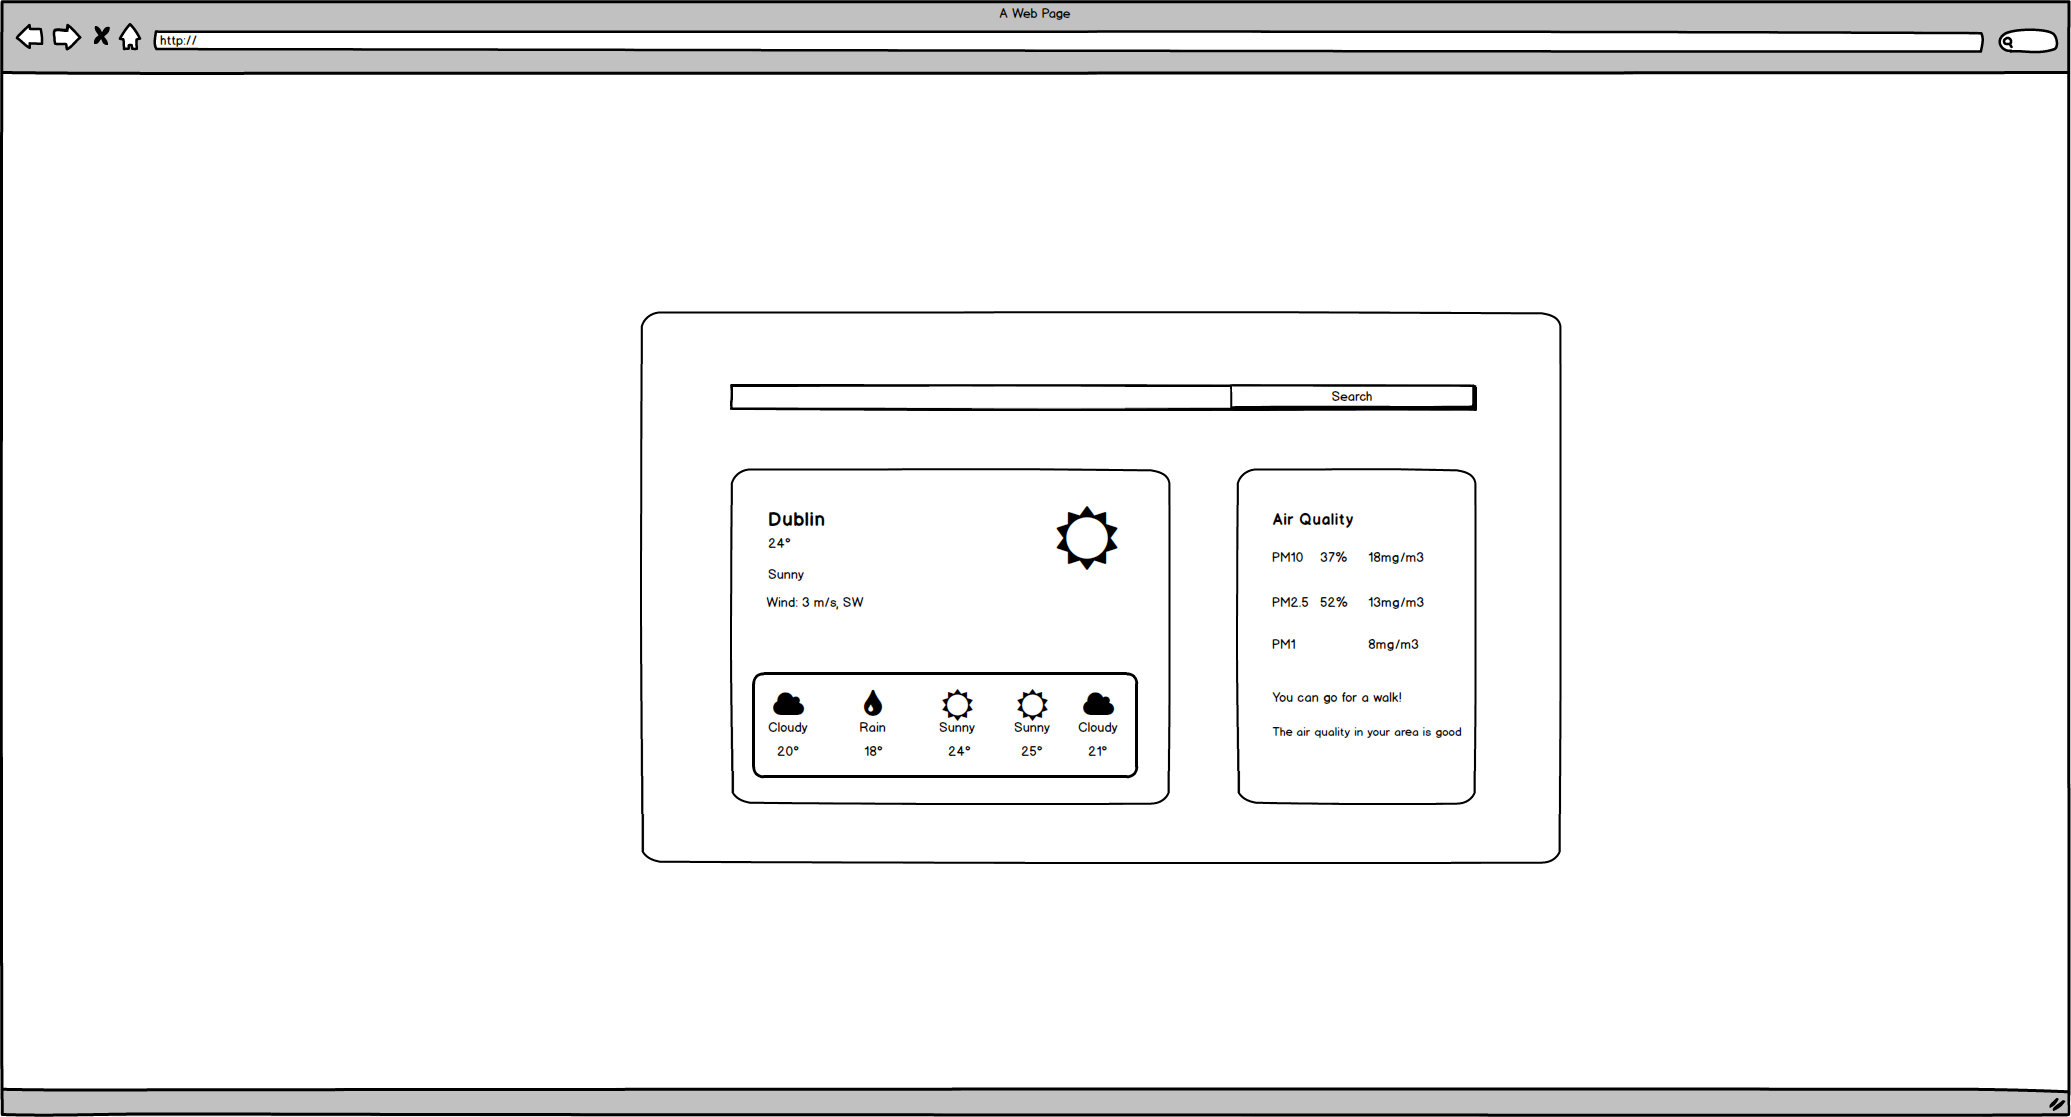 A Web Page
http://
Search
Dublin
24°
Sunny
Wind: 3 m/s, SW
Cloudy Rain Sunny Sunny Cloudy
20° 18° 24° 25° 21°
Air Quality
PM10 37% 18mg/m3
PM2.5 52% 13mg/m3
PM1 8mg/m3
You can go for a walk!
The air quality in your area is good